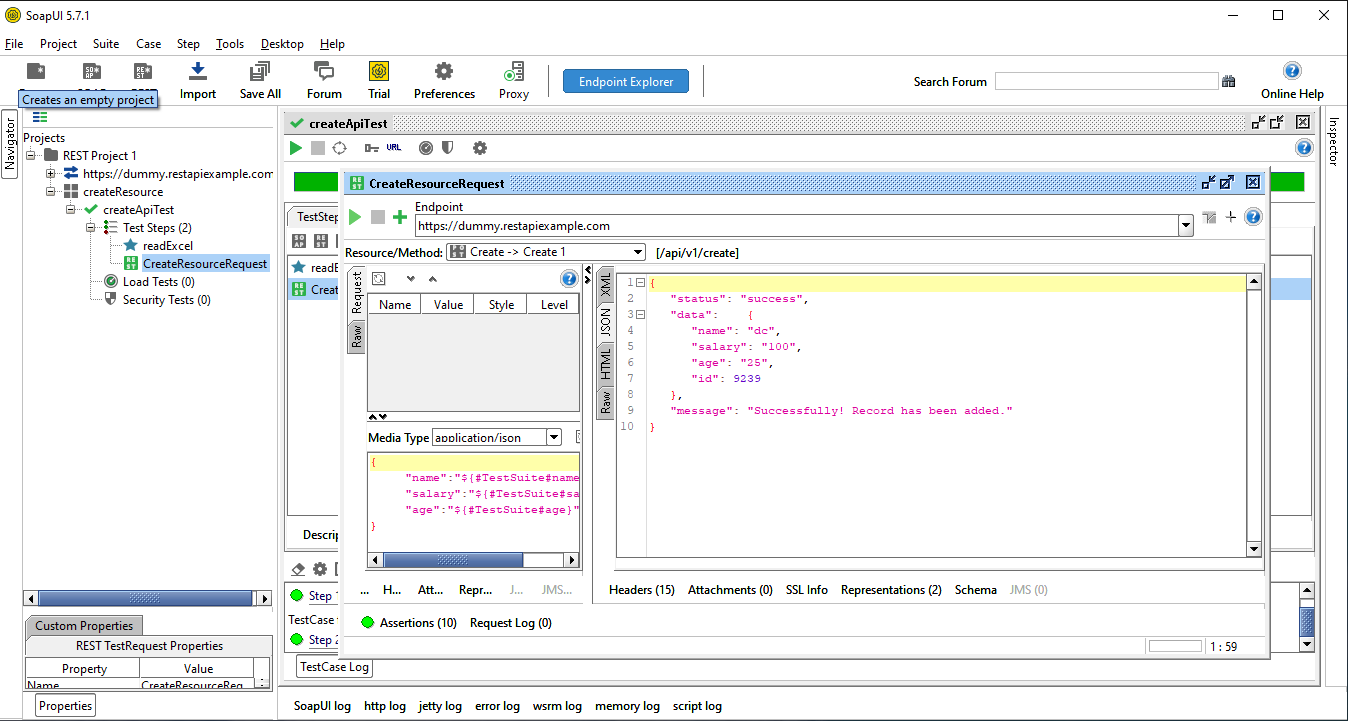 SoapUI 5.7.1
File Project Suite Case Step Tools Desktop Help
Import Save All Forum Trial Preferences Proxy Endpoint Explorer Search Forum Online Help
Creates an empty project
Navigator
Projects
REST Project 1
https://dummy.restapiexample.com
createResource
createApiTest
Test Steps (2)
readExcel
CreateResourceRequest
Load Tests (0)
Security Tests (0)
Custom Properties
REST TestRequest Properties
Property Value
Name CreateResourceReq
Properties
createApiTest
URL
TestStep
SO AP RE ST
readE
Creat
Descrip
Step 1
TestCase
Step 2
TestCase Log
CreateResourceRequest
Endpoint
https://dummy.restapiexample.com
Resource/Method: Create -> Create 1 [/api/v1/create]
Request
Raw
Name Value Style Level
Media Type application/json
{
"name":"${#TestSuite#name
"salary":"${#TestSuite#sa
"age":"${#TestSuite#age}"
}
... H... Att... Repr... J... JMS...
XML
JSON
HTML
Raw
1 {
2 "status": "success",
3 "data": {
4 "name": "dc",
5 "salary": "100",
6 "age": "25",
7 "id": 9239
8 },
9 "message": "Successfully! Record has been added."
10 }
Headers (15) Attachments (0) SSL Info Representations (2) Schema JMS (0)
Assertions (10) Request Log (0)
1 : 59
Inspector
SoapUI log http log jetty log error log wsrm log memory log script log